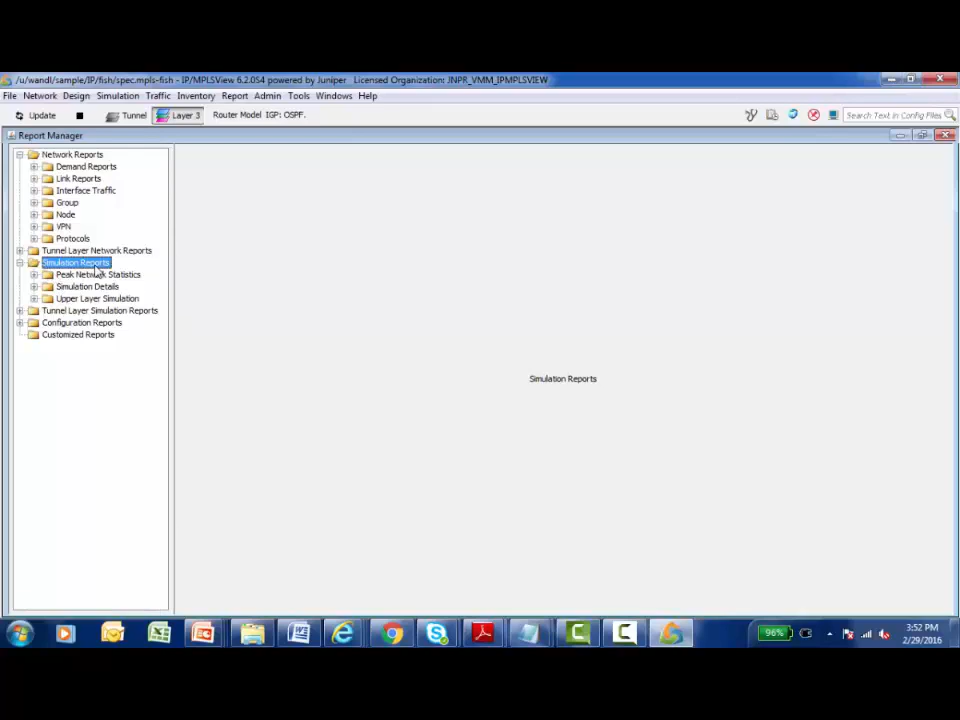 /u/wandl/sample/IP/fish/spec.mpls-fish - IP/MPLSView 6.2.0S4 powered by Juniper   Licensed Organization: JNPR_VMM_IPMPLSVIEW
File Network Design Simulation Traffic Inventory Report Admin Tools Windows Help
Update Tunnel Layer 3 Router Model IGP: OSPF. Search Text in Config Files
Report Manager
Network Reports
Demand Reports
Link Reports
Interface Traffic
Group
Node
VPN
Protocols
Tunnel Layer Network Reports
Simulation Reports
Peak Network Statistics
Simulation Details
Upper Layer Simulation
Tunnel Layer Simulation Reports
Configuration Reports
Customized Reports
Simulation Reports
96%
3:52 PM
2/29/2016